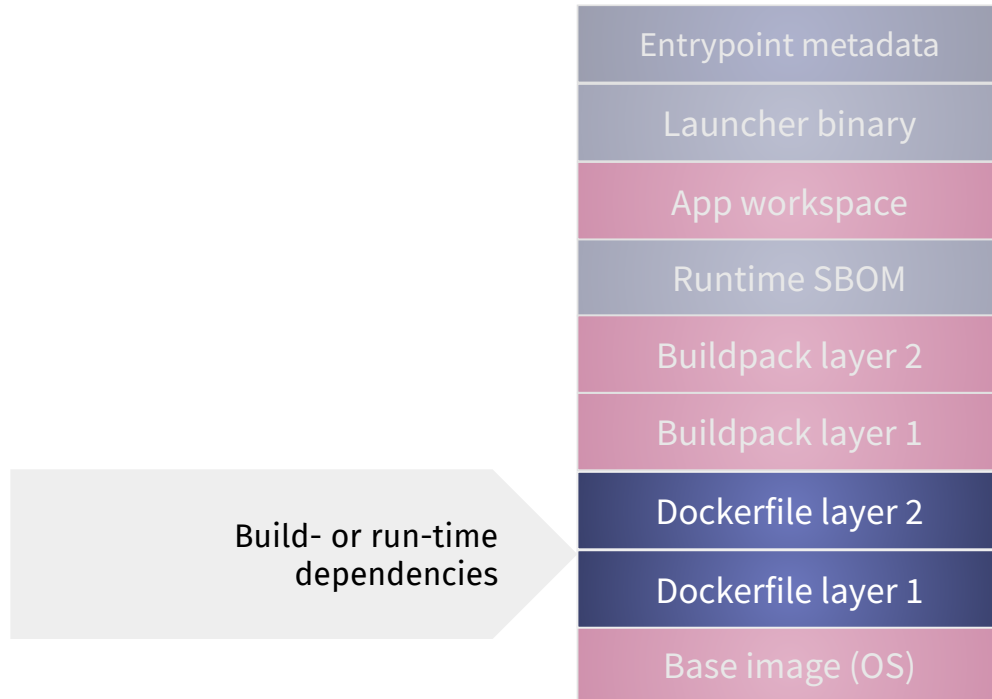 Entrypoint metadata
Launcher binary
App workspace
Runtime SBOM
Buildpack layer 2
Buildpack layer 1
Dockerfile layer 2
Build- or run-time
dependencies
Dockerfile layer 1
Base image (OS)